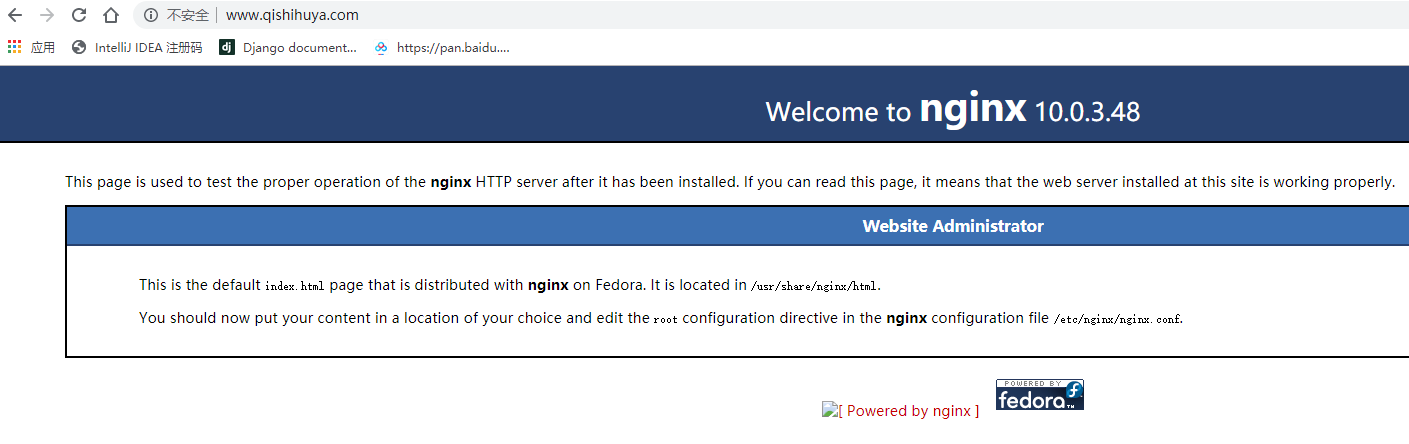 不安全 www.qishihuya.com
应用 IntelliJ IDEA 注册码 Django document... https://pan.baidu....
Welcome to nginx 10.0.3.48
This page is used to test the proper operation of the nginx HTTP server after it has been installed. If you can read this page, it means that the web server installed at this site is working properly.
Website Administrator
This is the default index.html page that is distributed with nginx on Fedora. It is located in /usr/share/nginx/html.
You should now put your content in a location of your choice and edit the root configuration directive in the nginx configuration file /etc/nginx/nginx.conf.
POWERED BY
fedora™
[ Powered by nginx ]